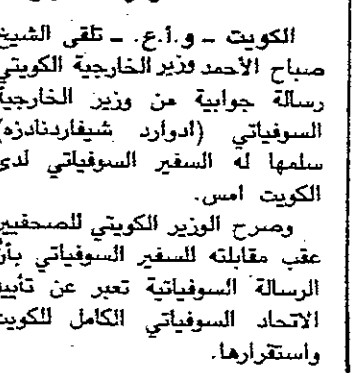 الكويت ـ و.أ.ع. ـ تلقى الشيخ
صباح الأحمد وزير الخارجية الكويتي
رسالة جوابية من وزير الخارجية
السوفياتي (ادوارد شيفاردنادزه)
سلمها له السفير السوفياتي لدى
الكويت امس.
وصرح الوزير الكويتي للصحفيين
عقب مقابلته للسفير السوفياتي بأن
الرسالة السوفياتية تعبر عن تأييد
الاتحاد السوفياتي الكامل للكويت
واستقرارها.